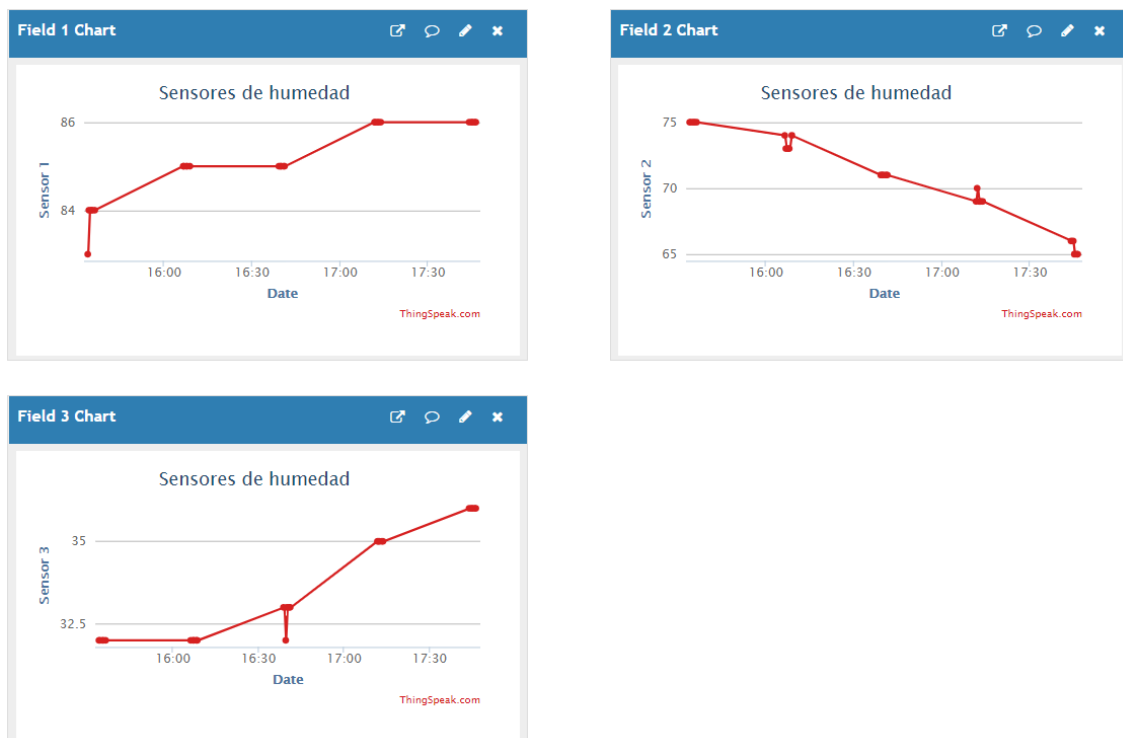 Field 1 Chart
Sensores de humedad
Sensor 1
86
84
16:00 16:30 17:00 17:30
Date
ThingSpeak.com
Field 2 Chart
Sensores de humedad
Sensor 2
75
70
65
16:00 16:30 17:00 17:30
Date
ThingSpeak.com
Field 3 Chart
Sensores de humedad
Sensor 3
35
32.5
16:00 16:30 17:00 17:30
Date
ThingSpeak.com